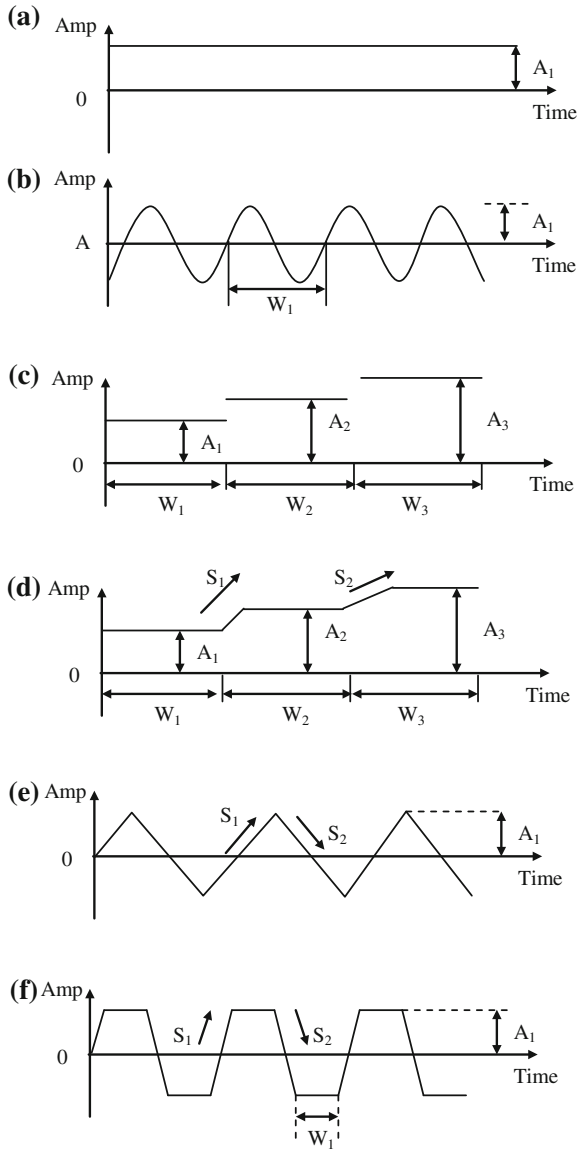 (a)
Amp
A₁
0
Time
(b)
Amp
A₁
A
Time
W₁
(c)
Amp
A₁
A₂
A₃
0
Time
W₁
W₂
W₃
(d)
S₁
S₂
Amp
A₁
A₂
A₃
0
Time
W₁
W₂
W₃
(e)
Amp
S₁
S₂
A₁
0
Time
(f)
Amp
S₁
S₂
A₁
0
Time
W₁